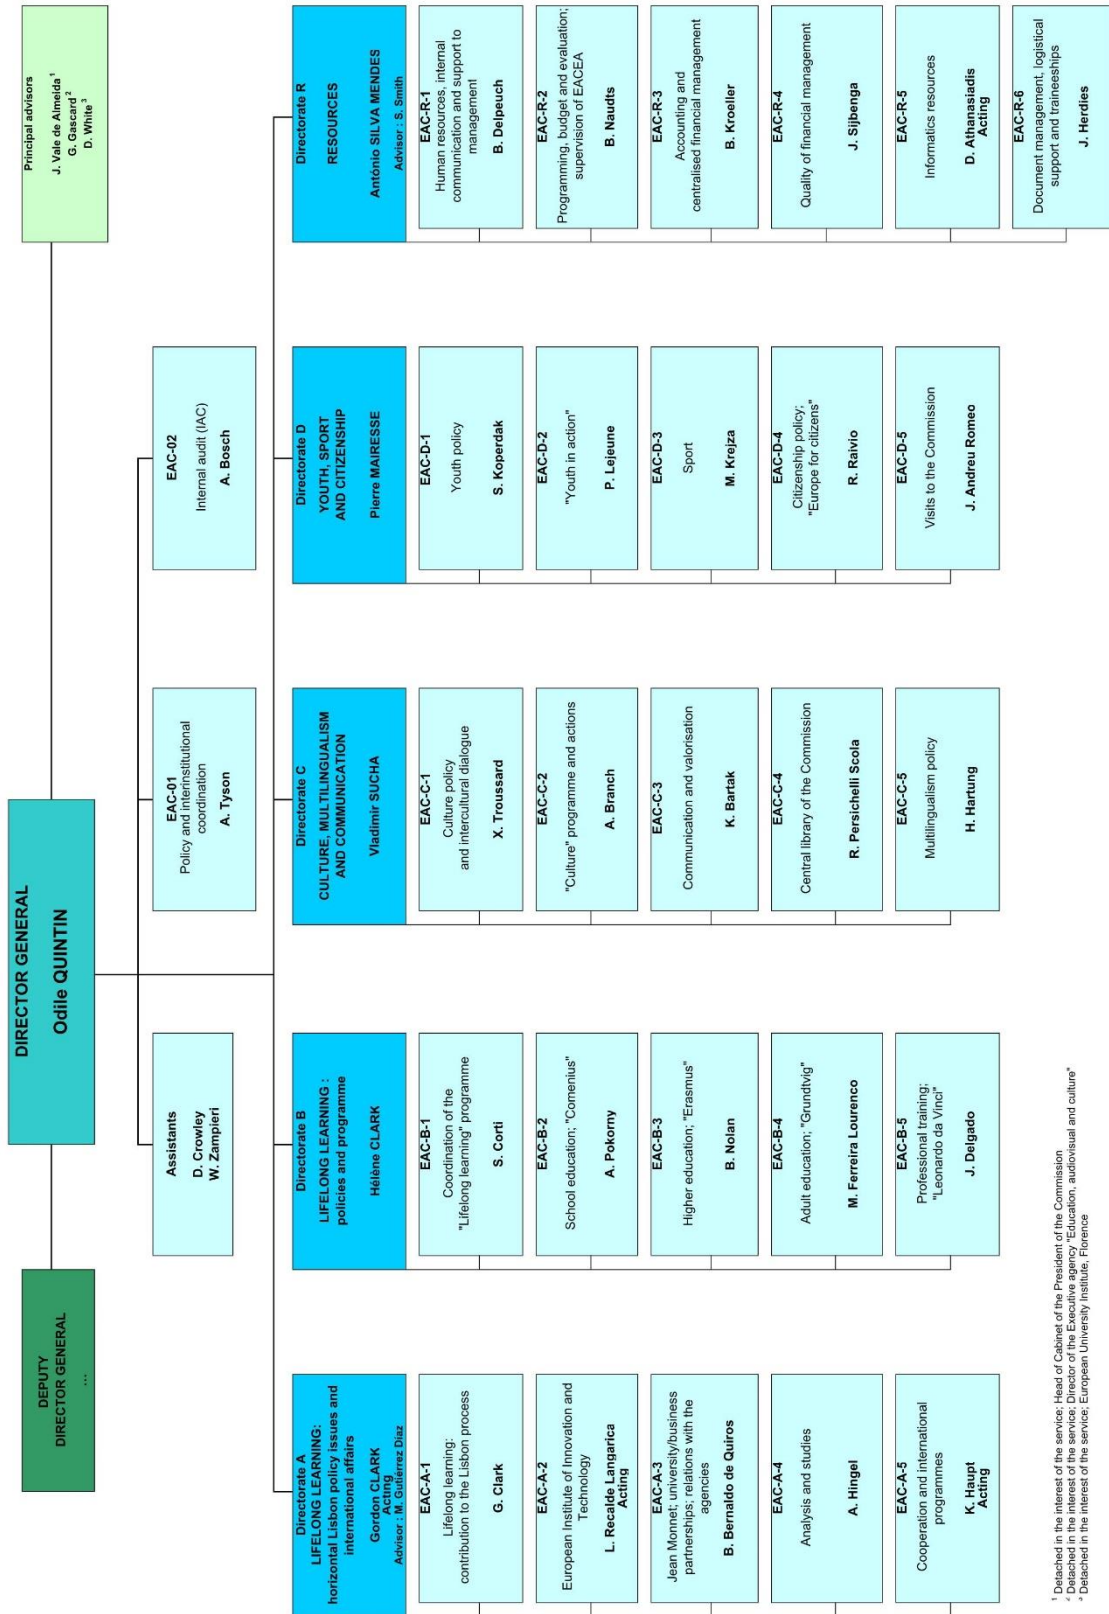 DIRECTOR GENERAL
Odile QUINTIN
DEPUTY
DIRECTOR GENERAL
...
Principal advisors
J. Vale de Almeida ¹
G. Gascard ²
D. White ³
Assistants
D. Crowley
W. Zampieri
EAC-01
Policy and interinstitutional
coordination
A. Tyson
EAC-02
Internal audit (IAC)
A. Bosch
Directorate A
LIFELONG LEARNING:
horizontal Lisbon policy issues and
international affairs
Gordon CLARK
Acting
Advisor : M. Gutiérrez Díaz
EAC-A-1
Lifelong learning:
contribution to the Lisbon process
G. Clark
EAC-A-2
European Institute of Innovation and
Technology
L. Recalde Langarica
Acting
EAC-A-3
Jean Monnet; university/business
partnerships; relations with the
agencies
B. Bernaldo de Quiros
EAC-A-4
Analysis and studies
A. Hingel
EAC-A-5
Cooperation and international
programmes
K. Haupt
Acting
Directorate B
LIFELONG LEARNING :
policies and programme
Hélène CLARK
EAC-B-1
Coordination of the
"Lifelong learning" programme
S. Corti
EAC-B-2
School education; "Comenius"
A. Pokorny
EAC-B-3
Higher education; "Erasmus"
B. Nolan
EAC-B-4
Adult education; "Grundtvig"
M. Ferreira Lourenco
EAC-B-5
Professional training;
"Leonardo da Vinci"
J. Delgado
Directorate C
CULTURE, MULTILINGUALISM
AND COMMUNICATION
Vladimir SUCHA
EAC-C-1
Culture policy
and intercultural dialogue
X. Troussard
EAC-C-2
"Culture" programme and actions
A. Branch
EAC-C-3
Communication and valorisation
K. Bartak
EAC-C-4
Central library of the Commission
R. Persichelli Scola
EAC-C-5
Multilingualism policy
H. Hartung
Directorate D
YOUTH, SPORT
AND CITIZENSHIP
Pierre MAIRESSE
EAC-D-1
Youth policy
S. Koperdak
EAC-D-2
"Youth in action"
P. Lejeune
EAC-D-3
Sport
M. Krejza
EAC-D-4
Citizenship policy;
"Europe for citizens"
R. Raivio
EAC-D-5
Visits to the Commission
J. Andreu Romeo
Directorate R
RESOURCES
António SILVA MENDES
Advisor : S. Smith
EAC-R-1
Human resources, internal
communication and support to
management
B. Delpeuch
EAC-R-2
Programming, budget and evaluation;
supervision of EACEA
B. Naudts
EAC-R-3
Accounting and
centralised financial management
B. Kroeller
EAC-R-4
Quality of financial management
J. Sijbenga
EAC-R-5
Informatics resources
D. Athanasiadis
Acting
EAC-R-6
Document management, logistical
support and traineeships
J. Herdies
¹ Detached in the interest of the service; Head of Cabinet of the President of the Commission
² Detached in the interest of the service; Director of the Executive agency "Education, audiovisual and culture"
³ Detached in the interest of the service; European University Institute, Florence